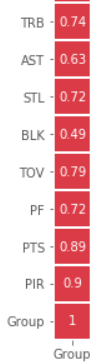 TRB 0.74
AST 0.63
STL 0.72
BLK 0.49
TOV 0.79
PF 0.72
PTS 0.89
PIR 0.9
Group 1
Group